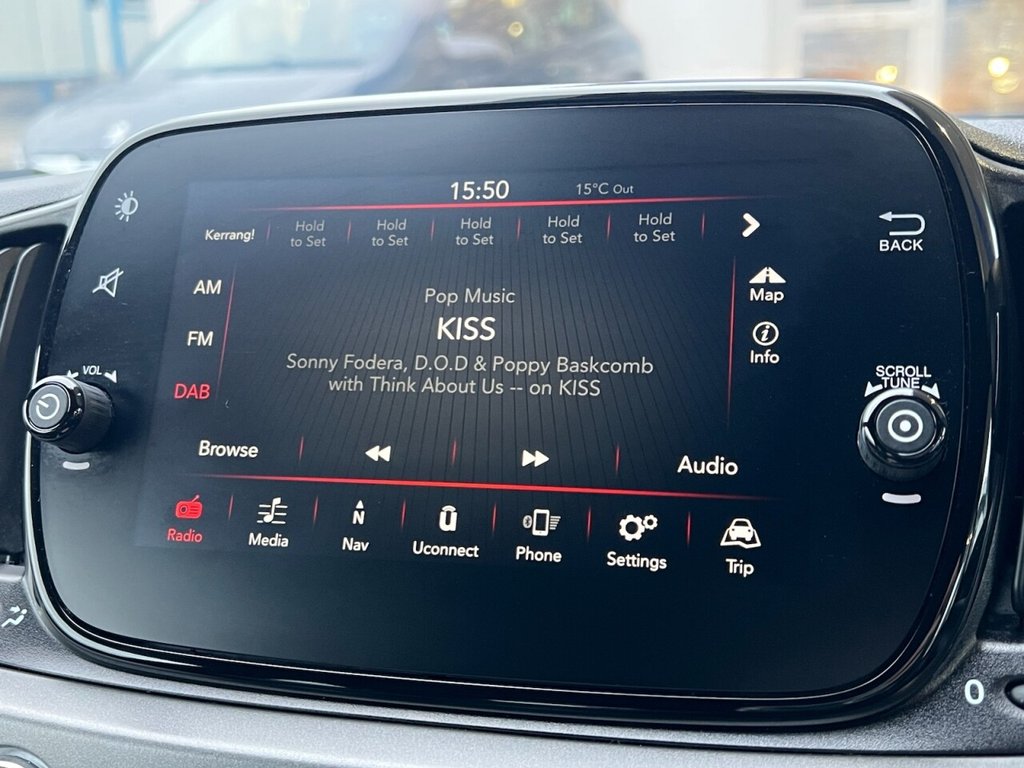 15:50 15°C Out
Kerrang! Hold to Set Hold to Set Hold to Set Hold to Set Hold to Set
BACK
AM
FM
DAB
Pop Music
KISS
Sonny Fodera, D.O.D & Poppy Baskcomb
with Think About Us -- on KISS
Map
Info
VOL
SCROLL
TUNE
Browse
Audio
Radio Media N Nav Uconnect Phone Settings Trip
0